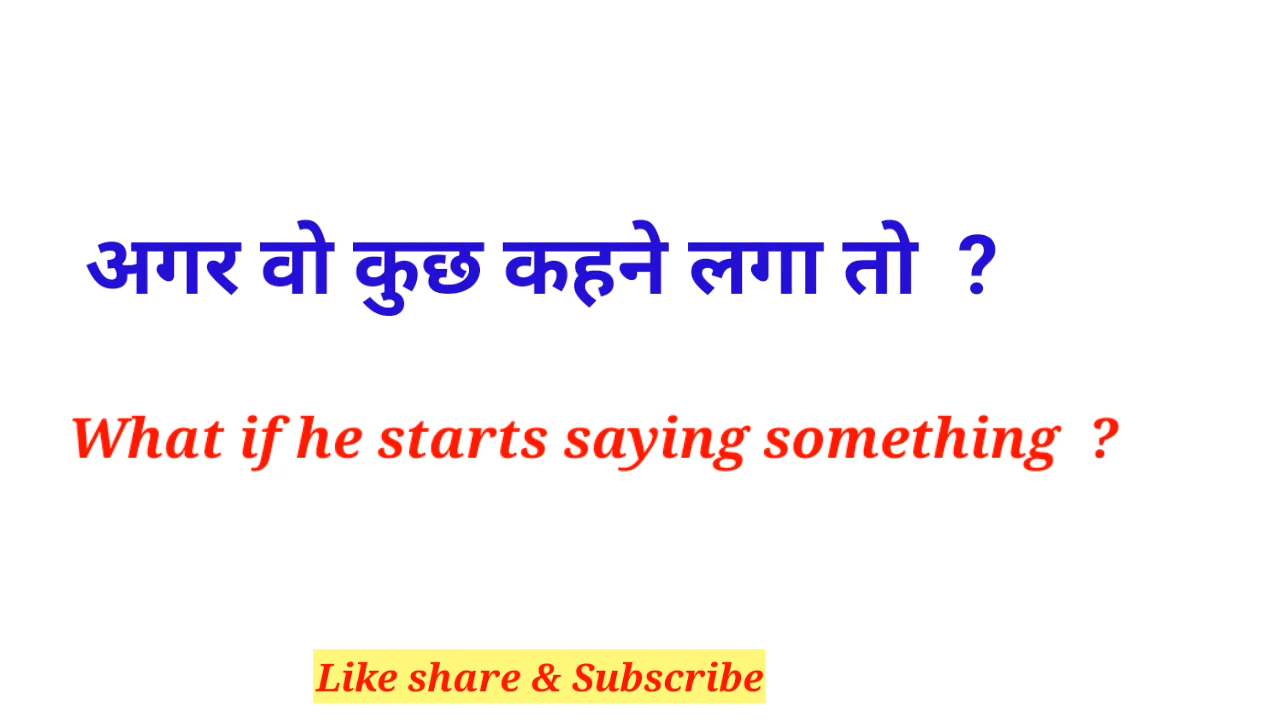 अगर वो कुछ कहने लगा तो ?
What if he starts saying something ?
Like share & Subscribe